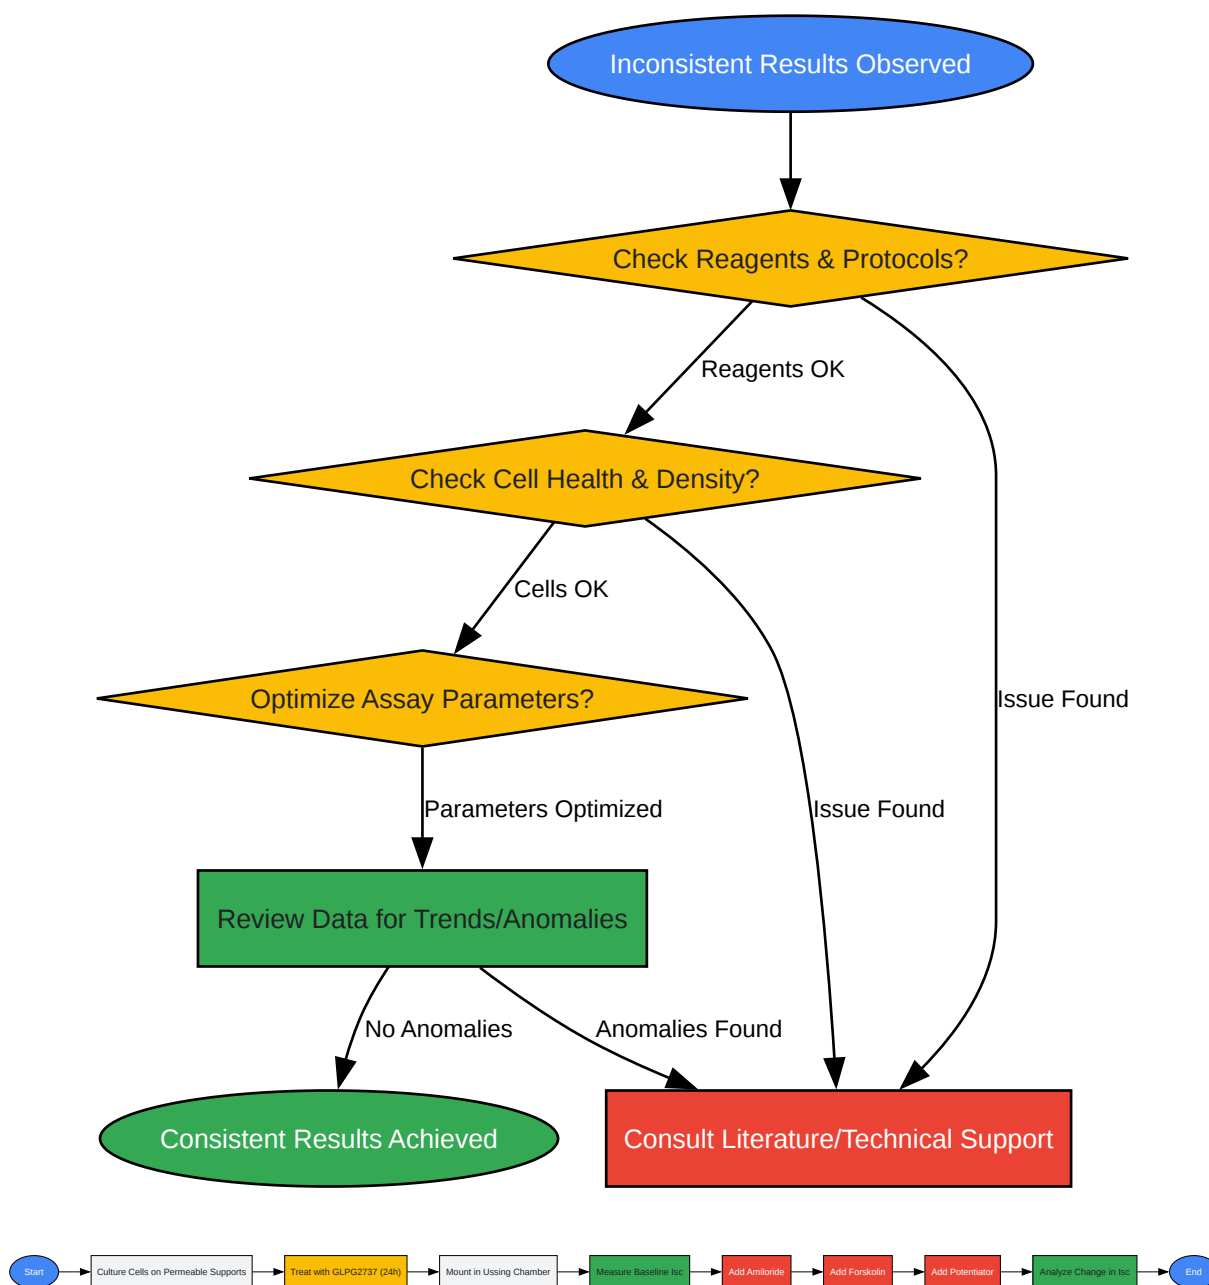 Inconsistent Results Observed
Check Reagents & Protocols?
Reagents OK
Check Cell Health & Density?
Cells OK
Optimize Assay Parameters?
Issue Found
Parameters Optimized
Issue Found
Review Data for Trends/Anomalies
No Anomalies
Anomalies Found
Consistent Results Achieved
Consult Literature/Technical Support
Start
Culture Cells on Permeable Supports
Treat with GLPG2737 (24h)
Mount in Ussing Chamber
Measure Baseline Isc
Add Amiloride
Add Forskolin
Add Potentiator
Analyze Change in Isc
End